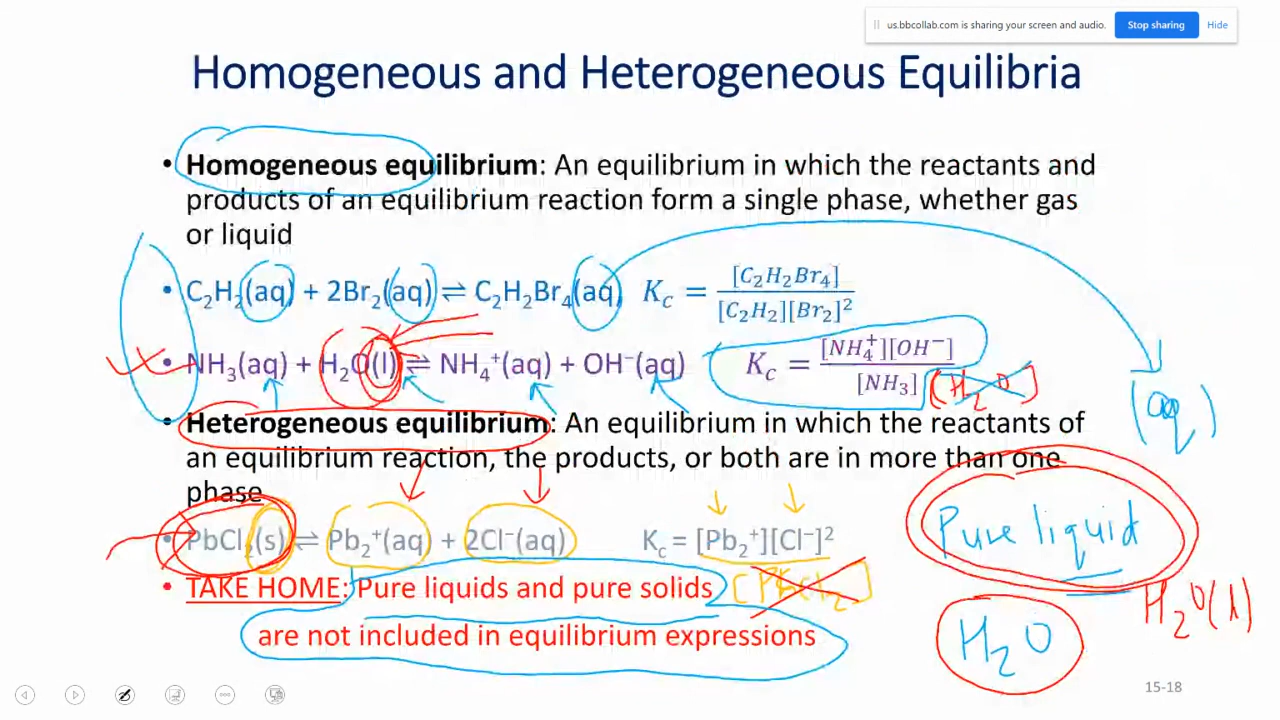 us.bbcollab.com is sharing your screen and audio. Stop sharing Hide
Homogeneous and Heterogeneous Equilibria
• Homogeneous equilibrium: An equilibrium in which the reactants and
products of an equilibrium reaction form a single phase, whether gas
or liquid
• C₂H₂(aq) + 2Br₂(aq) ⇌ C₂H₂Br₄(aq) K_c = [C₂H₂Br₄] / [C₂H₂][Br₂]²
• NH₃(aq) + H₂O(l) ⇌ NH₄⁺(aq) + OH⁻(aq) K_c = [NH₄⁺][OH⁻] / [NH₃] [H₂O]
(aq)
• Heterogeneous equilibrium: An equilibrium in which the reactants of
an equilibrium reaction, the products, or both are in more than one
phase
Pure liquid
• PbCl₂(s) ⇌ Pb₂⁺(aq) + 2Cl⁻(aq) K_c = [Pb₂⁺][Cl⁻]²
[PbCl₂]
• TAKE HOME: Pure liquids and pure solids
are not included in equilibrium expressions
H₂O(l)
H₂O
15-18